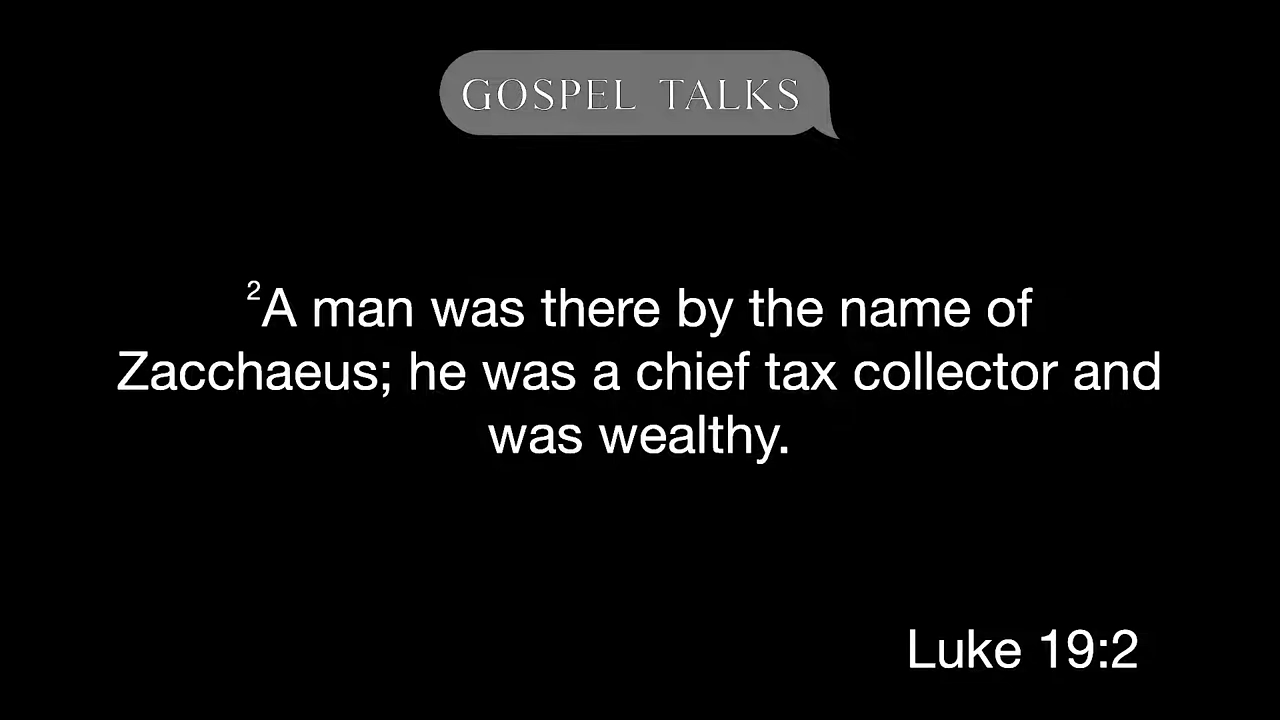 GOSPEL TALKS
²A man was there by the name of
Zacchaeus; he was a chief tax collector and
was wealthy.
Luke 19:2